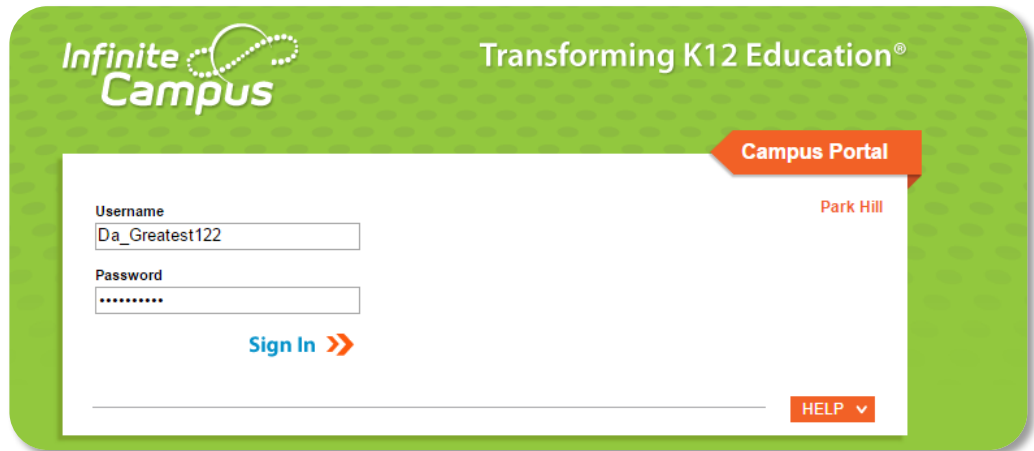 Infinite
Campus
Transforming K12 Education®
Campus Portal
Park Hill
Username
Da_Greatest122
Password
••••••••••
Sign In
HELP